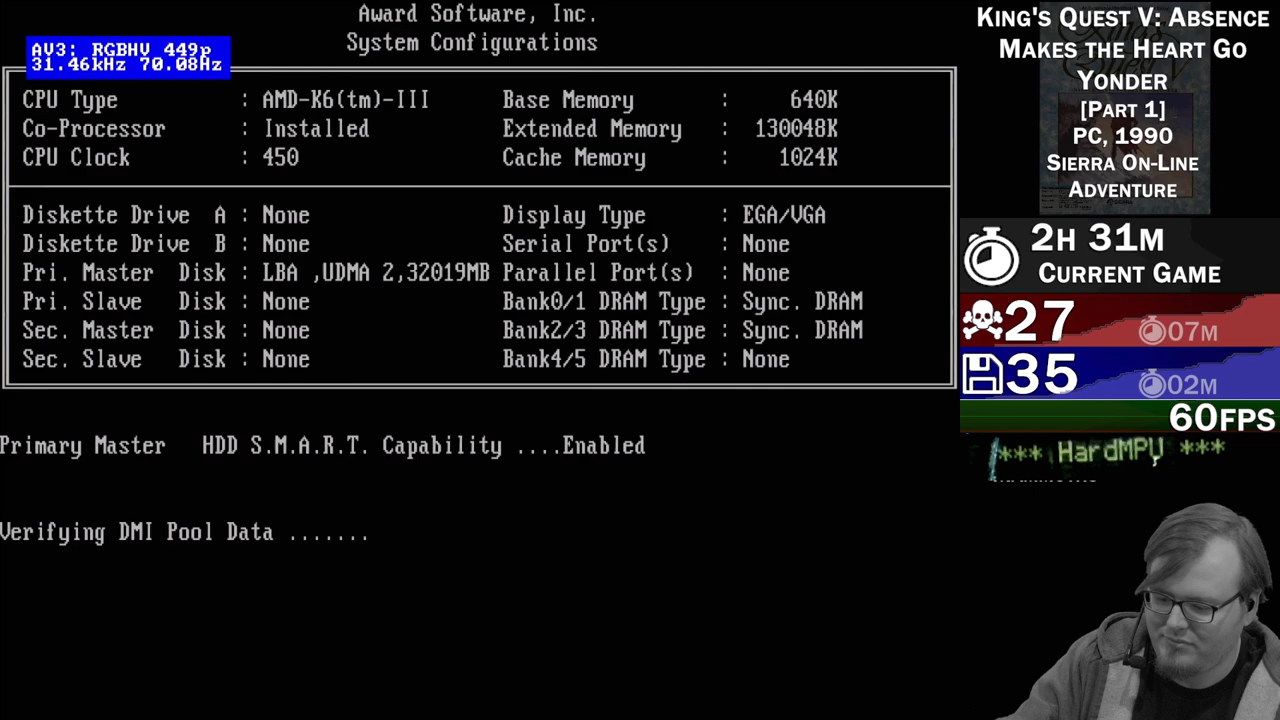 Award Software, Inc.
System Configurations
AV3: RGBHV 449p
31.46kHz 70.08Hz
CPU Type : AMD-K6(tm)-III Base Memory : 640K
Co-Processor : Installed Extended Memory : 130048K
CPU Clock : 450 Cache Memory : 1024K
Diskette Drive A : None Display Type : EGA/VGA
Diskette Drive B : None Serial Port(s) : None
Pri. Master Disk : LBA ,UDMA 2,32019MB Parallel Port(s) : None
Pri. Slave Disk : None Bank0/1 DRAM Type : Sync. DRAM
Sec. Master Disk : None Bank2/3 DRAM Type : Sync. DRAM
Sec. Slave Disk : None Bank4/5 DRAM Type : None
Primary Master HDD S.M.A.R.T. Capability ....Enabled
Verifying DMI Pool Data .......
King's Quest V: Absence
Makes the Heart Go
Yonder
[Part 1]
PC, 1990
Sierra On-Line
Adventure
2H 31M
Current Game
27
07M
35
02M
60FPS
*** HardMPU ***